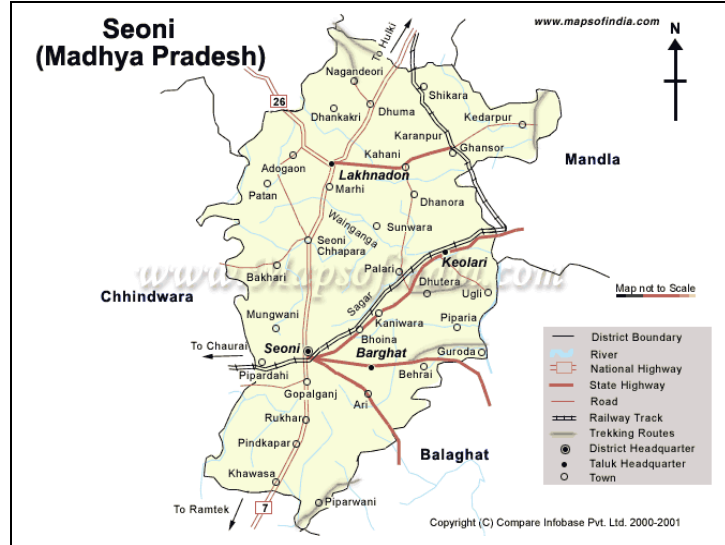 Seoni
(Madhya Pradesh)
www.mapsofindia.com
N
To Hulki
Nagandeori
26
Dhuma
Dhankakri
Shikara
Kedarpur
Karanpur
Ghansor
Kahani
Mandla
Adogaon
Lakhnadon
Patan
Marhi
Dhanora
Wainganga
Sunwara
Seoni
Chhapara
Keolari
www.Mapsofindia.com
Bakhari
Palari
Dhutera
Ugli
Map not to Scale
Chhindwara
Sagar
Mungwani
Kaniwara
Piparia
To Chaurai
Seoni
Bhoina
Barghat
Guroda
Pipardahi
Behrai
Gopalganj
Ari
Rukhar
Pindkapar
Balaghat
Khawasa
To Ramtek
7
Piparwani
District Boundary
River
National Highway
State Highway
Road
Railway Track
Trekking Routes
District Headquarter
Taluk Headquarter
Town
Copyright (C) Compare Infobase Pvt. Ltd. 2000-2001